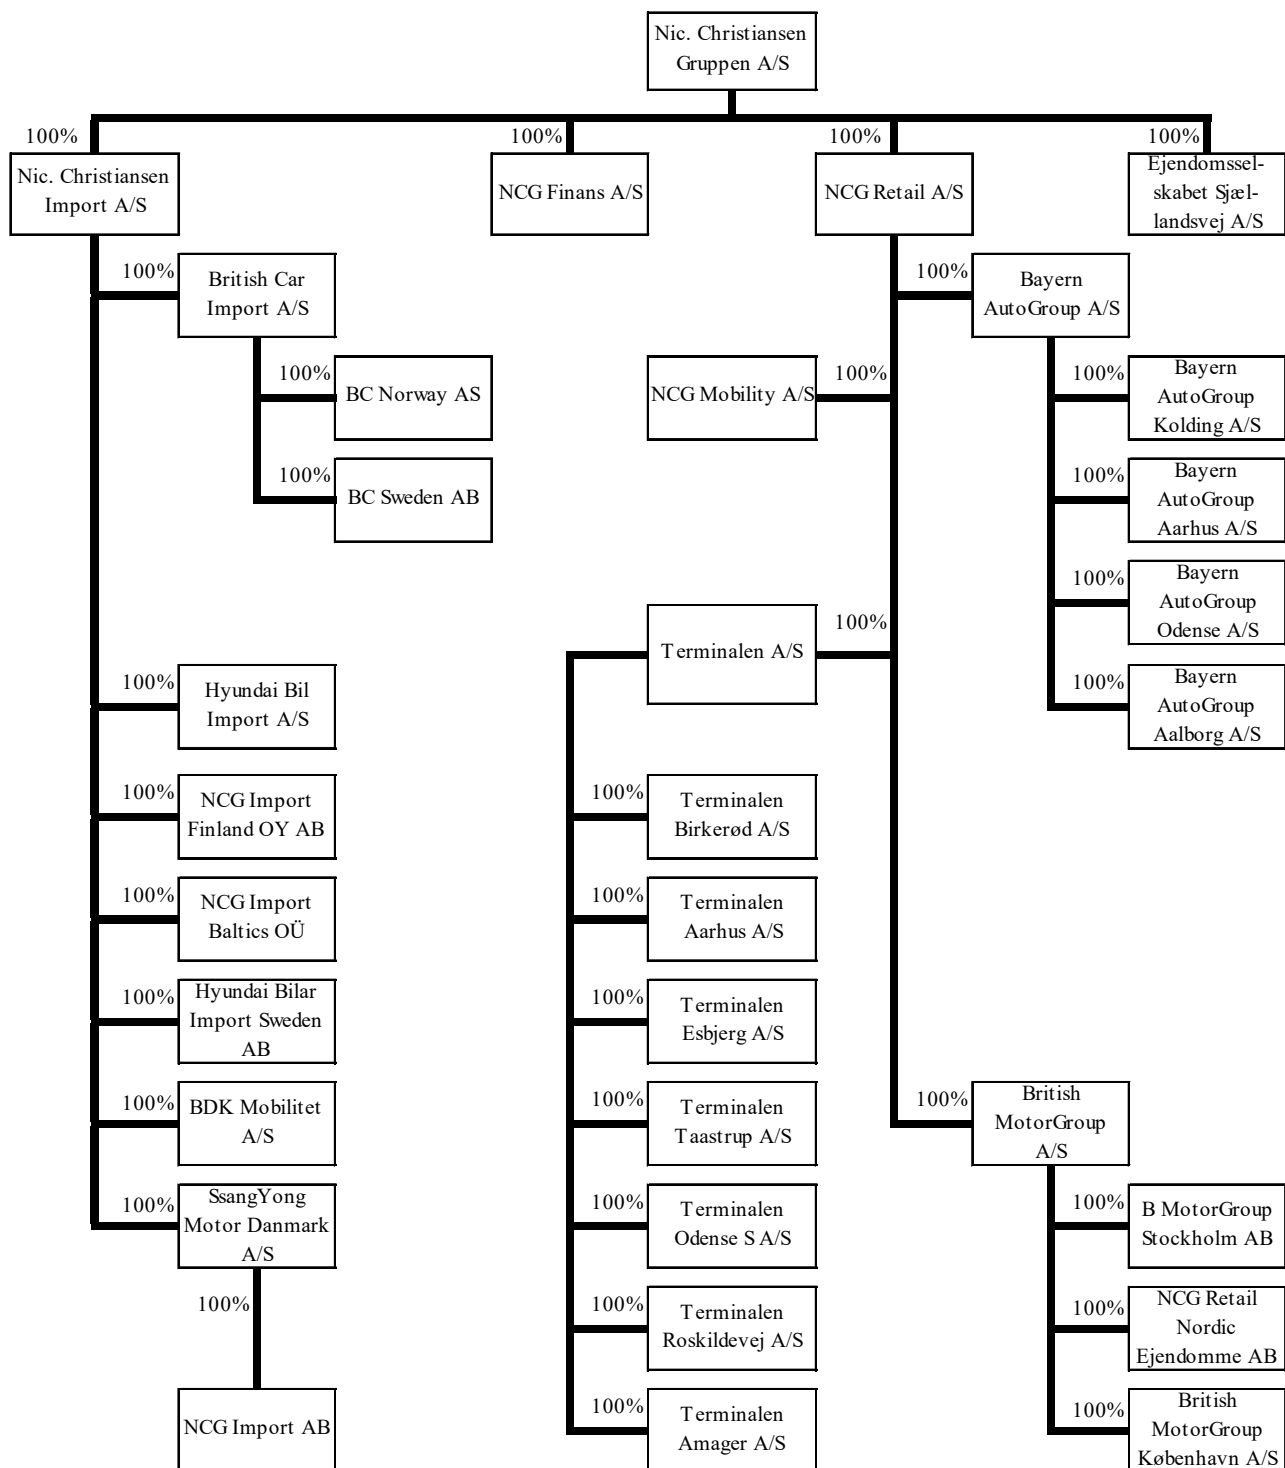 Nic. Christiansen
Gruppen A/S
100%
100%
100%
100%
Nic. Christiansen
Import A/S
NCG Finans A/S
NCG Retail A/S
Ejendomssel-
skabet Sjæl-
landsvej A/S
100%
British Car
Import A/S
100%
Bayern
AutoGroup A/S
100%
BC Norway AS
NCG Mobility A/S
100%
100%
Bayern
AutoGroup
Kolding A/S
100%
BC Sweden AB
100%
Bayern
AutoGroup
Aarhus A/S
100%
Bayern
AutoGroup
Odense A/S
Terminalen A/S
100%
100%
Hyundai Bil
Import A/S
100%
Bayern
AutoGroup
Aalborg A/S
100%
NCG Import
Finland OY AB
100%
Terminalen
Birkerød A/S
100%
NCG Import
Baltics OÜ
100%
Terminalen
Aarhus A/S
100%
Hyundai Bilar
Import Sweden
AB
100%
Terminalen
Esbjerg A/S
100%
BDK Mobilitet
A/S
100%
Terminalen
Taastrup A/S
100%
British
MotorGroup
A/S
100%
SsangYong
Motor Danmark
A/S
100%
Terminalen
Odense S A/S
100%
B MotorGroup
Stockholm AB
100%
100%
Terminalen
Roskildevej A/S
100%
NCG Retail
Nordic
Ejendomme AB
NCG Import AB
100%
Terminalen
Amager A/S
100%
British
MotorGroup
København A/S